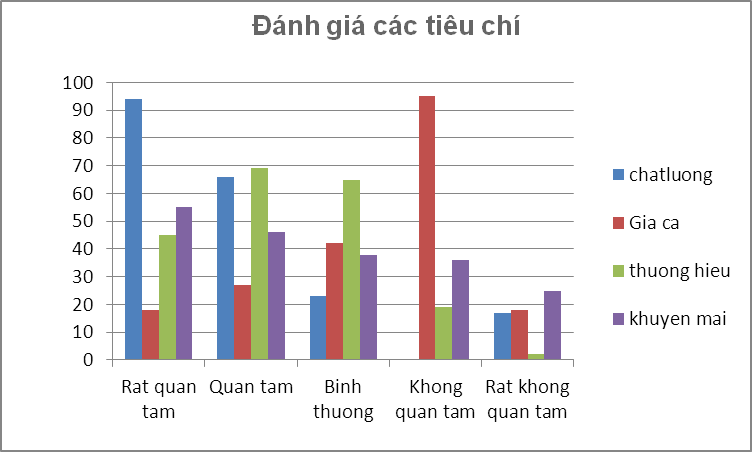 Đánh giá các tiêu chí
100
90
80
70
60
50
40
30
20
10
0
Rat quan
tam
Quan tam
Binh
thuong
Khong
quan tam
Rat khong
quan tam
chatluong
Gia ca
thuong hieu
khuyen mai